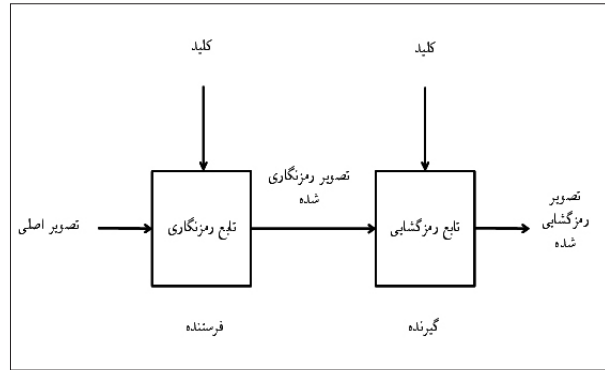 کلید
کلید
تصویر اصلی
تابع رمزنگاری
تصویر رمزنگاری
شده
تابع رمزگشایی
تصویر
رمزگشایی
شده
فرستنده
گیرنده